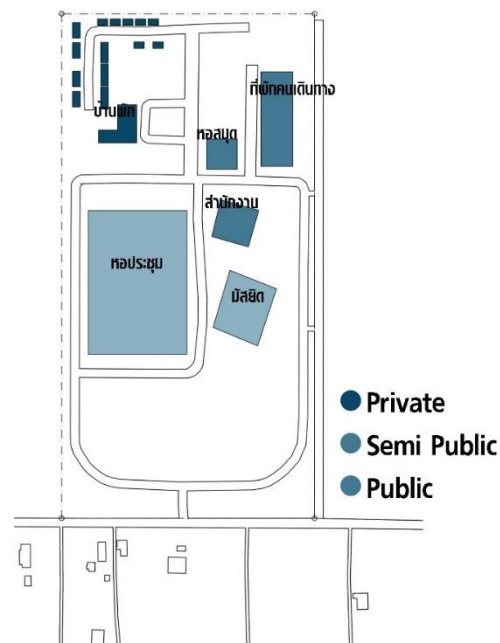 ที่พักคนเดินทาง
บ้านพัก
หอสมุด
สำนักงาน
หอประชุม
มัสยิด
Private
Semi Public
Public